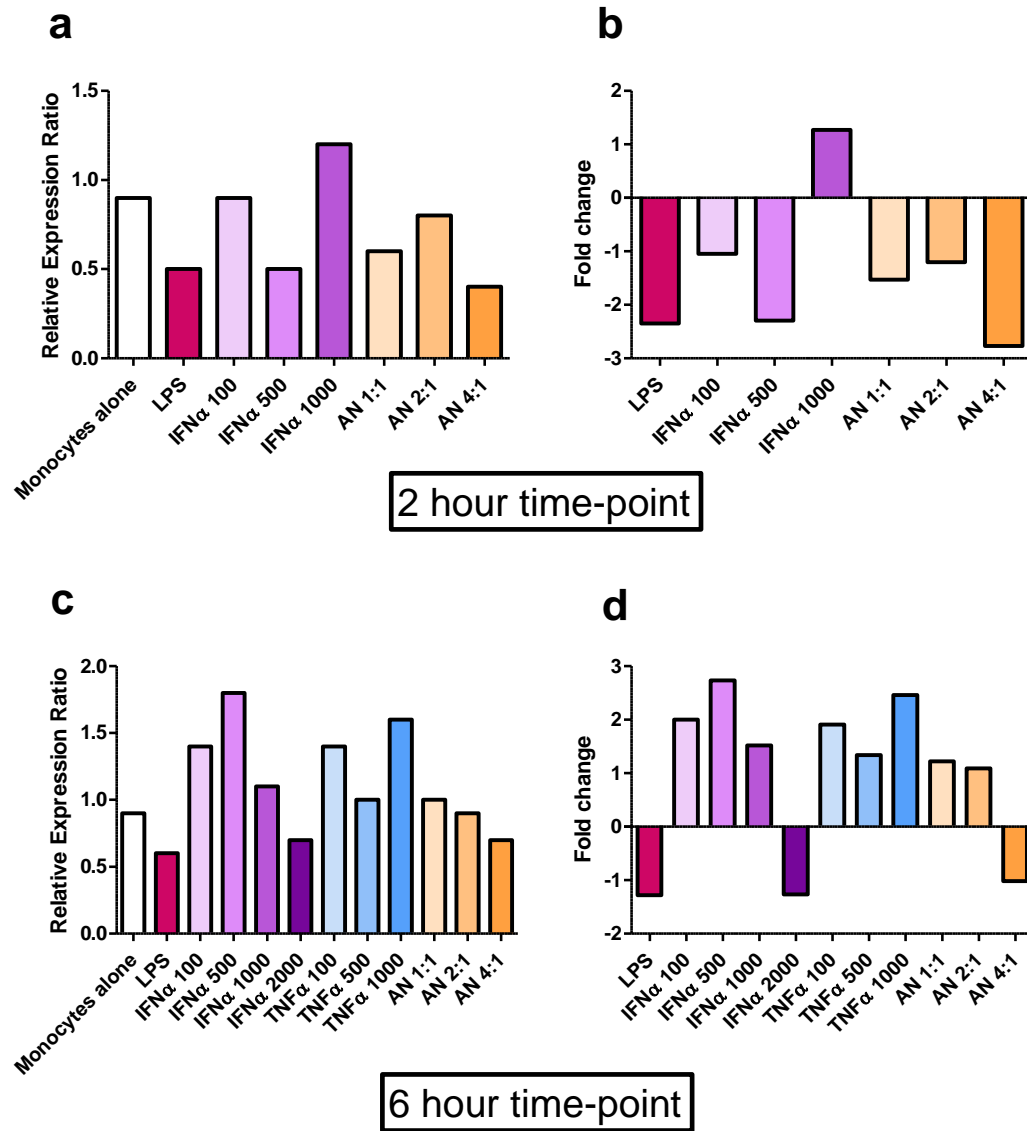 a
b
Relative Expression Ratio
1.5
1.0
0.5
0.0
Monocytes alone
LPS
IFNα 100
IFNα 500
IFNα 1000
AN 1:1
AN 2:1
AN 4:1
Fold change
2
1
0
-1
-2
-3
LPS
IFNα 100
IFNα 500
IFNα 1000
AN 1:1
AN 2:1
AN 4:1
2 hour time-point
c
d
Relative Expression Ratio
2.0
1.5
1.0
0.5
0.0
Monocytes alone
LPS
IFNα 100
IFNα 500
IFNα 1000
IFNα 2000
TNFα 100
TNFα 500
TNFα 1000
AN 1:1
AN 2:1
AN 4:1
Fold change
3
2
1
0
-1
-2
LPS
IFNα 100
IFNα 500
IFNα 1000
IFNα 2000
TNFα 100
TNFα 500
TNFα 1000
AN 1:1
AN 2:1
AN 4:1
6 hour time-point